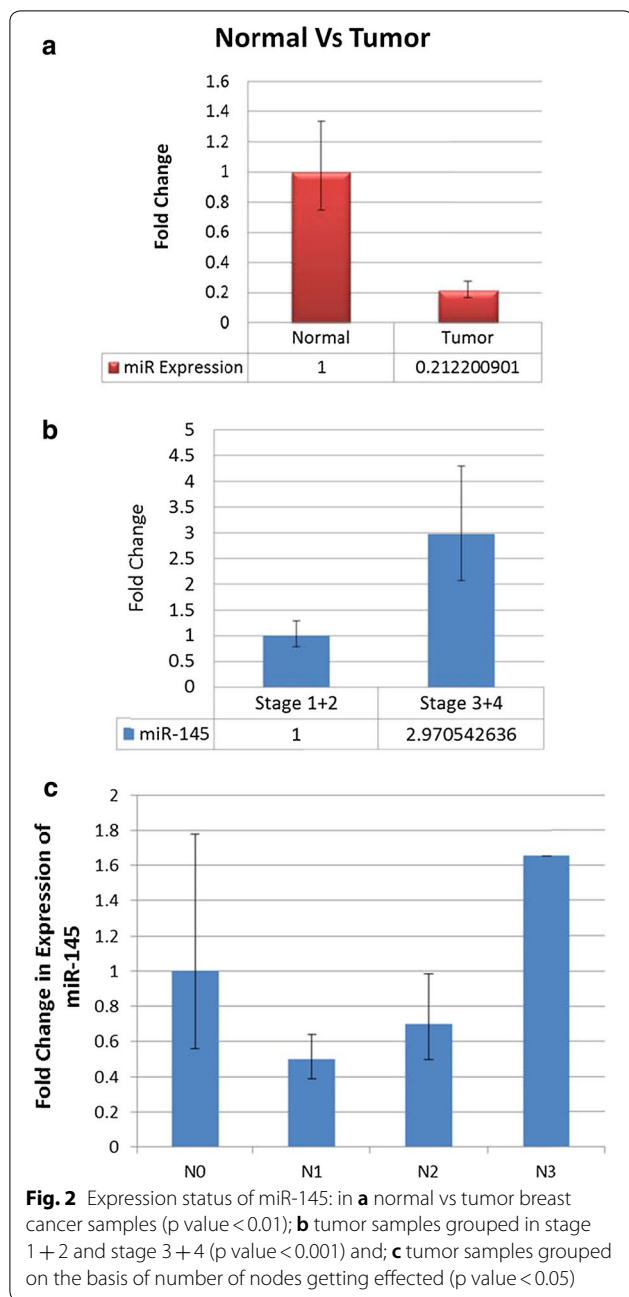 a
Normal Vs Tumor
Fold Change
1.6
1.4
1.2
1
0.8
0.6
0.4
0.2
0
Normal Tumor
miR Expression 1 0.212200901
b
Fold Change
5
4.5
4
3.5
3
2.5
2
1.5
1
0.5
0
Stage 1+2 Stage 3+4
miR-145 1 2.970542636
c
Fold Change in Expression of
miR-145
2
1.8
1.6
1.4
1.2
1
0.8
0.6
0.4
0.2
0
N0 N1 N2 N3
Fig. 2 Expression status of miR-145: in a normal vs tumor breast
cancer samples (p value < 0.01); b tumor samples grouped in stage
1 + 2 and stage 3 + 4 (p value < 0.001) and; c tumor samples grouped
on the basis of number of nodes getting effected (p value < 0.05)